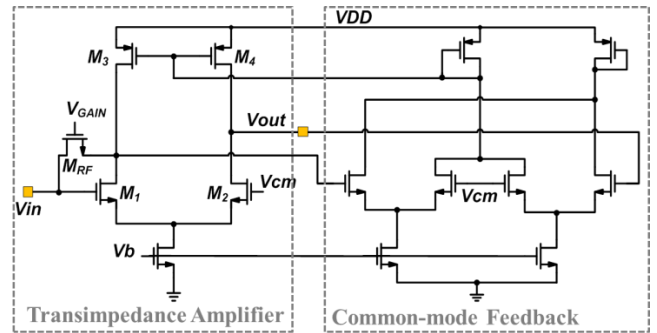 VDD
M3
M4
VGAIN
Vout
MRF
M1
M2
Vcm
Vcm
Vin
Vb
Transimpedance Amplifier
Common-mode Feedback